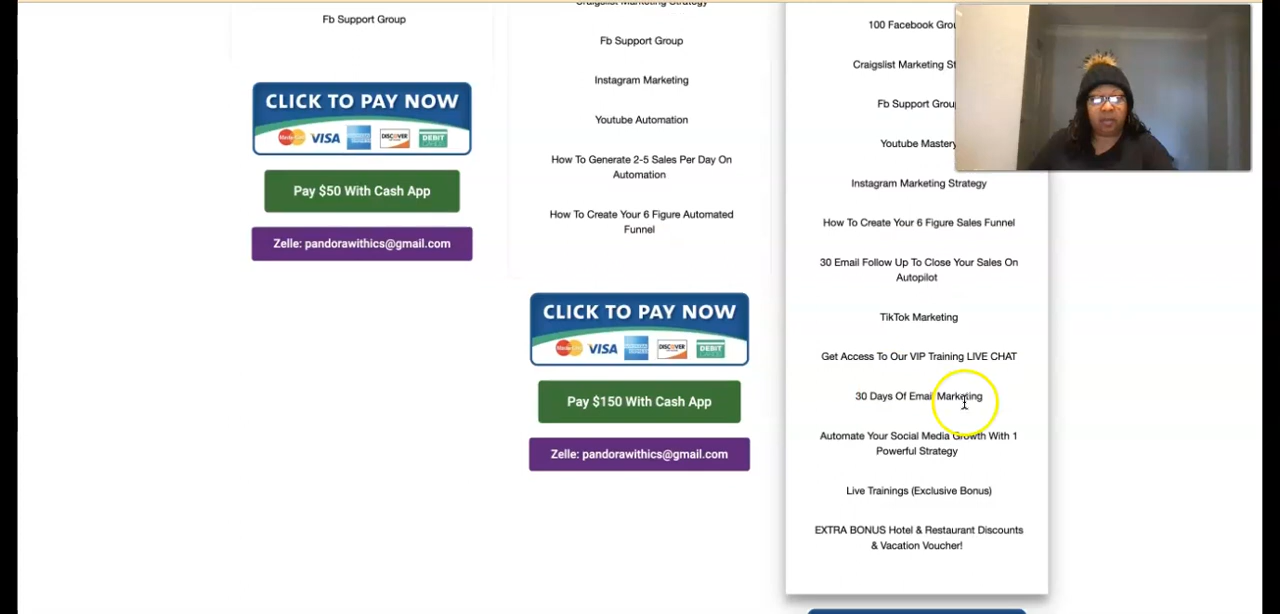 Fb Support Group
CLICK TO PAY NOW
VISA
DISCOVER
DEBIT
Pay $50 With Cash App
Zelle: pandorawithics@gmail.com
Craigslist Marketing Strategy
Fb Support Group
Instagram Marketing
Youtube Automation
How To Generate 2-5 Sales Per Day On
Automation
How To Create Your 6 Figure Automated
Funnel
CLICK TO PAY NOW
VISA
DISCOVER
DEBIT
Pay $150 With Cash App
Zelle: pandorawithics@gmail.com
100 Facebook Grou
Craigslist Marketing St
Fb Support Group
Youtube Mastery
Instagram Marketing Strategy
How To Create Your 6 Figure Sales Funnel
30 Email Follow Up To Close Your Sales On
Autopilot
TikTok Marketing
Get Access To Our VIP Training LIVE CHAT
30 Days Of Email Marketing
Automate Your Social Media Growth With 1
Powerful Strategy
Live Trainings (Exclusive Bonus)
EXTRA BONUS Hotel & Restaurant Discounts
& Vacation Voucher!